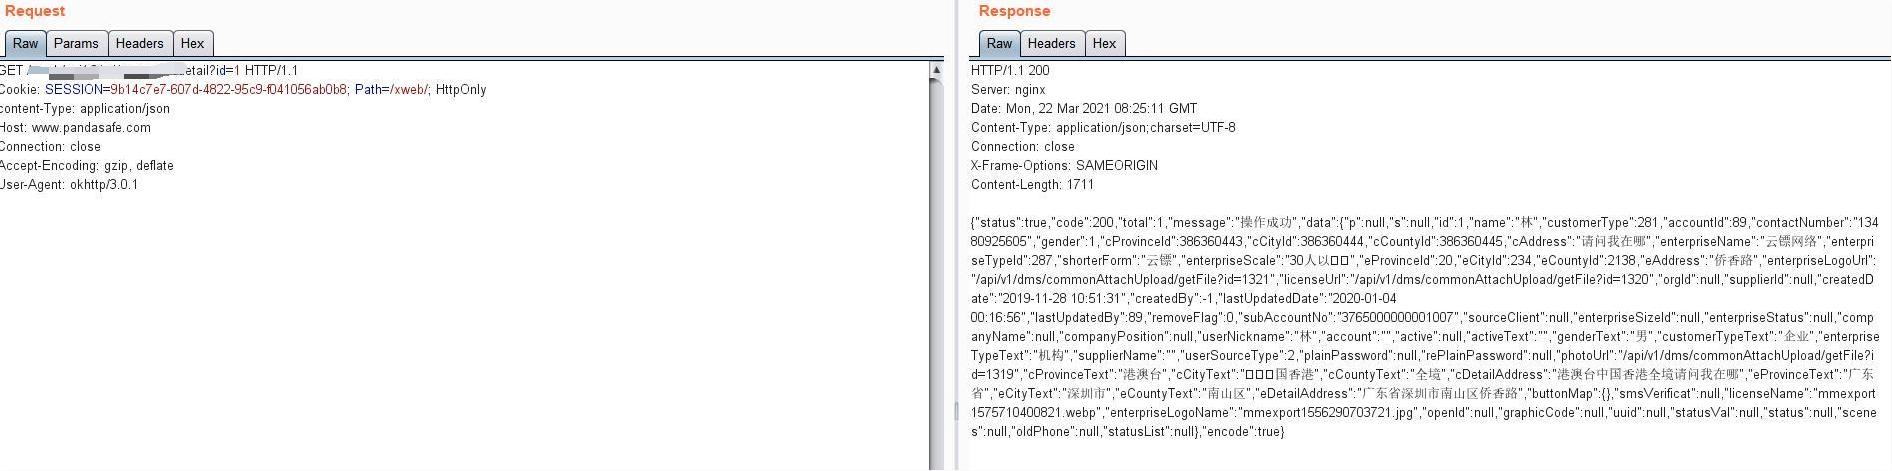 Request
Raw Params Headers Hex
GET / etail?id=1 HTTP/1.1
Cookie: SESSION=9b14c7e7-607d-4822-95c9-f041056ab0b8; Path=/xweb/; HttpOnly
content-Type: application/json
Host: www.pandasafe.com
Connection: close
Accept-Encoding: gzip, deflate
User-Agent: okhttp/3.0.1
Response
Raw Headers Hex
HTTP/1.1 200
Server: nginx
Date: Mon, 22 Mar 2021 08:25:11 GMT
Content-Type: application/json;charset=UTF-8
Connection: close
X-Frame-Options: SAMEORIGIN
Content-Length: 1711
{"status":true,"code":200,"total":1,"message":"操作成功","data":{"p":null,"s":null,"id":1,"name":"林","customerType":281,"accountId":89,"contactNumber":"134
80925605","gender":1,"cProvinceId":386360443,"cCityId":386360444,"cCountyId":386360445,"cAddress":"请问我在哪","enterpriseName":"云镖网络","enterpri
seTypeId":287,"shorterForm":"云镖","enterpriseScale":"30人以□□","eProvinceId":20,"eCityId":234,"eCountyId":2138,"eAddress":"侨香路","enterpriseLogoUrl":
"/api/v1/dms/commonAttachUpload/getFile?id=1321","licenseUrl":"/api/v1/dms/commonAttachUpload/getFile?id=1320","orgId":null,"supplierId":null,"createdD
ate":"2019-11-28 10:51:31","createdBy":-1,"lastUpdatedDate":"2020-01-04
00:16:56","lastUpdatedBy":89,"removeFlag":0,"subAccountNo":"3765000000001007","sourceClient":null,"enterpriseSizeId":null,"enterpriseStatus":null,"comp
anyName":null,"companyPosition":null,"userNickname":"林","account":"","active":null,"activeText":"","genderText":"男","customerTypeText":"企业","enterprise
TypeText":"机构","supplierName":"","userSourceType":2,"plainPassword":null,"rePlainPassword":null,"photoUrl":"/api/v1/dms/commonAttachUpload/getFile?i
d=1319","cProvinceText":"港澳台","cCityText":"□□□国香港","cCountyText":"全境","cDetailAddress":"港澳台中国香港全境请问我在哪","eProvinceText":"广东
省","eCityText":"深圳市","eCountyText":"南山区","eDetailAddress":"广东省深圳市南山区侨香路","buttonMap":{},"smsVerificat":null,"licenseName":"mmexport
1575710400821.webp","enterpriseLogoName":"mmexport1556290703721.jpg","openId":null,"graphicCode":null,"uuid":null,"statusVal":null,"status":null,"scene
s":null,"oldPhone":null,"statusList":null},"encode":true}